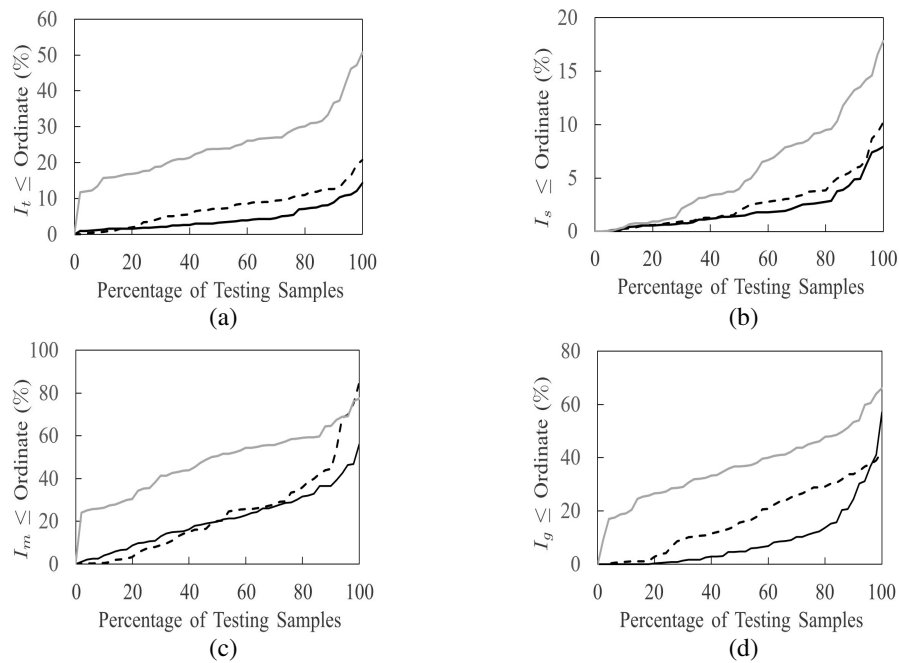 60
50
40
30
20
10
0
I_t ≤ Ordinate (%)
0 20 40 60 80 100
Percentage of Testing Samples
(a)
20
15
10
5
0
I_s ≤ Ordinate (%)
0 20 40 60 80 100
Percentage of Testing Samples
(b)
100
80
60
40
20
0
I_m ≤ Ordinate (%)
0 20 40 60 80 100
Percentage of Testing Samples
(c)
80
60
40
20
0
I_g ≤ Ordinate (%)
0 20 40 60 80 100
Percentage of Testing Samples
(d)